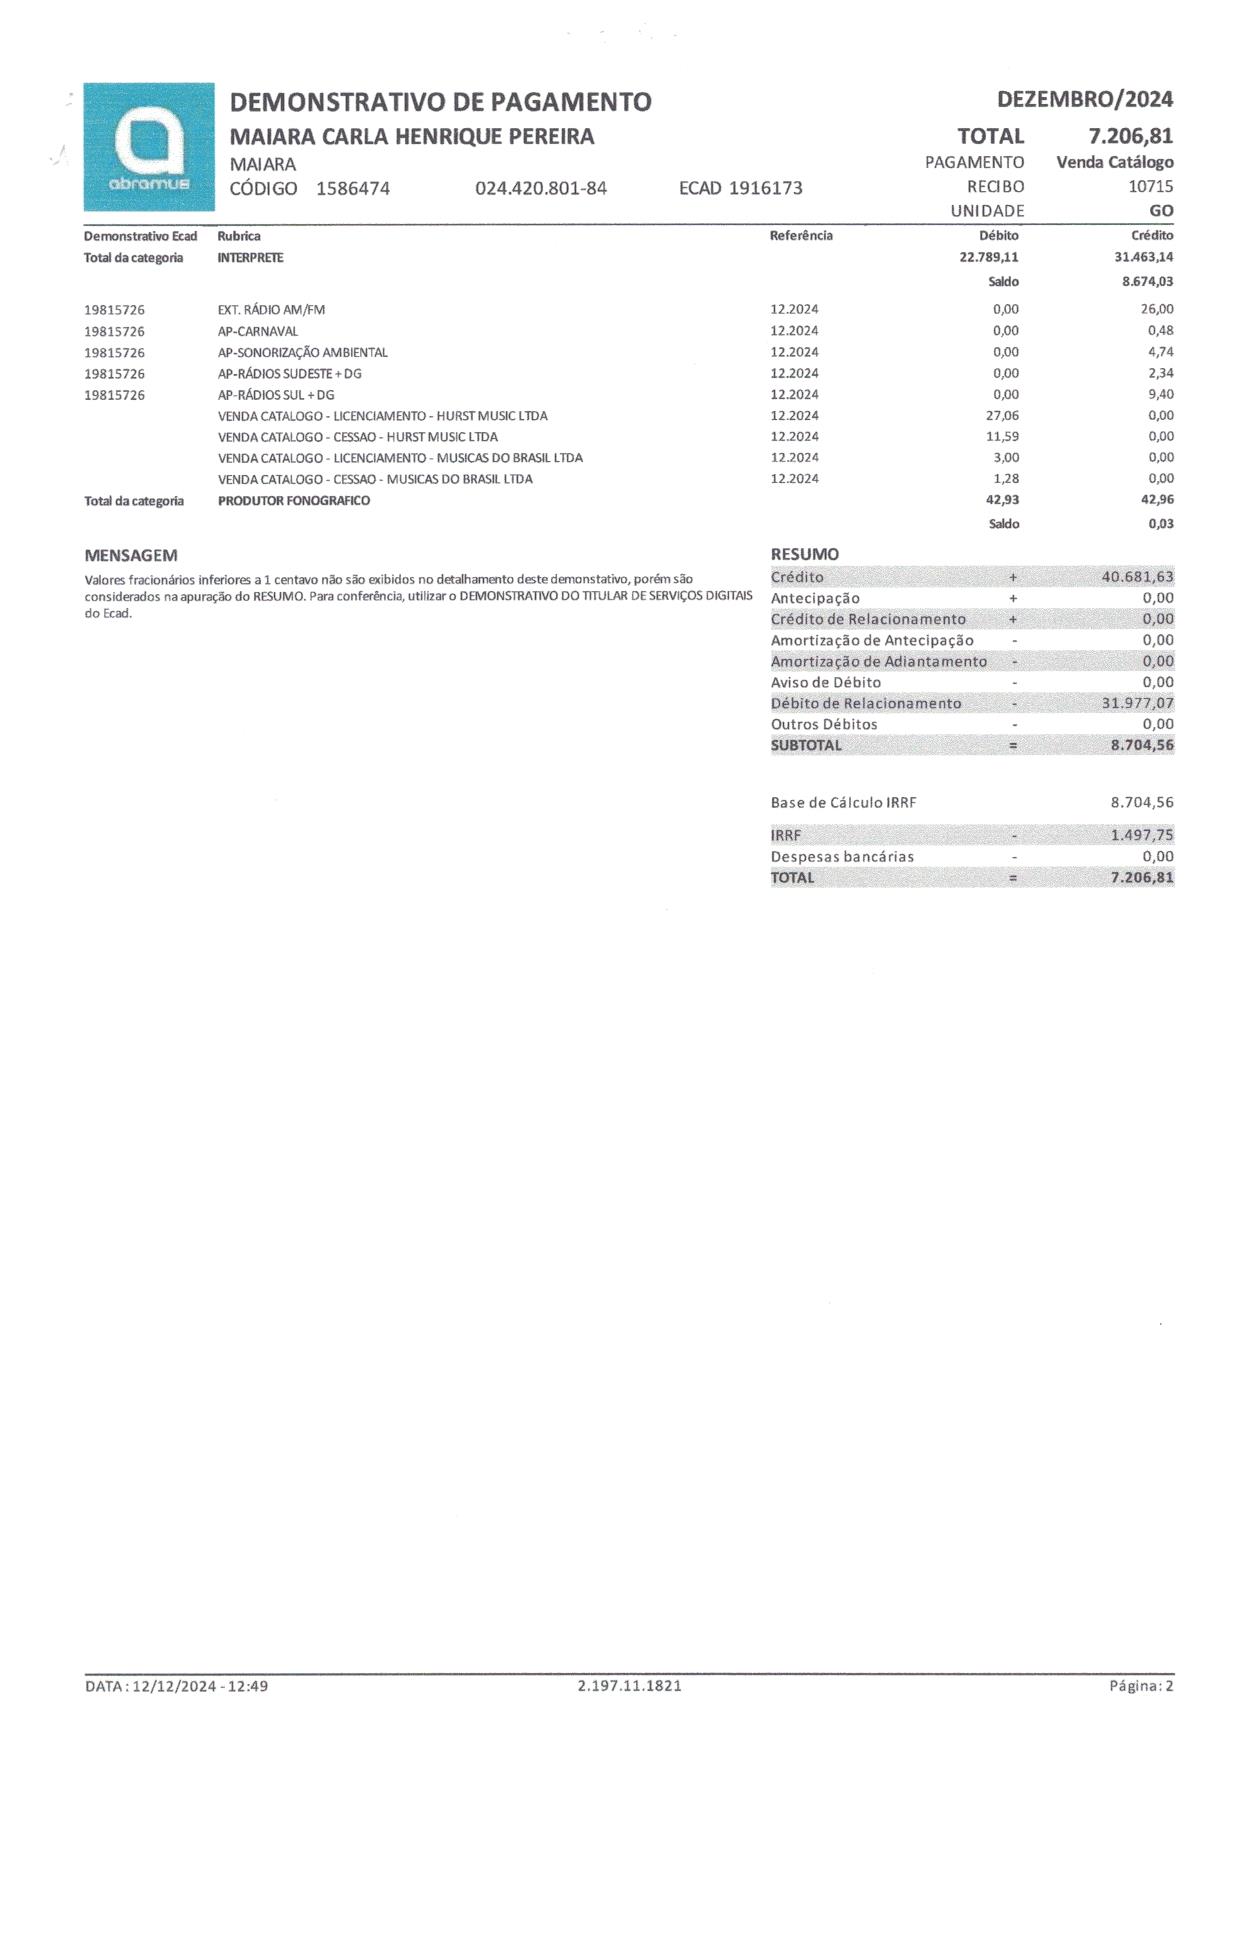 abramus
DEMONSTRATIVO DE PAGAMENTO DEZEMBRO/2024
MAIARA CARLA HENRIQUE PEREIRA TOTAL 7.206,81
MAIARA PAGAMENTO Venda Catálogo
CÓDIGO 1586474 024.420.801-84 ECAD 1916173 RECIBO 10715
UNIDADE GO
Demonstrativo Ecad Rubrica Referência Débito Crédito
Total da categoria INTERPRETE 22.789,11 31.463,14
Saldo 8.674,03
19815726 EXT. RÁDIO AM/FM 12.2024 0,00 26,00
19815726 AP-CARNAVAL 12.2024 0,00 0,48
19815726 AP-SONORIZAÇÃO AMBIENTAL 12.2024 0,00 4,74
19815726 AP-RÁDIOS SUDESTE + DG 12.2024 0,00 2,34
19815726 AP-RÁDIOS SUL + DG 12.2024 0,00 9,40
VENDA CATALOGO - LICENCIAMENTO - HURST MUSIC LTDA 12.2024 27,06 0,00
VENDA CATALOGO - CESSAO - HURST MUSIC LTDA 12.2024 11,59 0,00
VENDA CATALOGO - LICENCIAMENTO - MUSICAS DO BRASIL LTDA 12.2024 3,00 0,00
VENDA CATALOGO - CESSAO - MUSICAS DO BRASIL LTDA 12.2024 1,28 0,00
Total da categoria PRODUTOR FONOGRAFICO 42,93 42,96
Saldo 0,03
MENSAGEM
Valores fracionários inferiores a 1 centavo não são exibidos no detalhamento deste demonstativo, porém são
considerados na apuração do RESUMO. Para conferência, utilizar o DEMONSTRATIVO DO TITULAR DE SERVIÇOS DIGITAIS
do Ecad.
RESUMO
Crédito + 40.681,63
Antecipação + 0,00
Crédito de Relacionamento + 0,00
Amortização de Antecipação - 0,00
Amortização de Adiantamento - 0,00
Aviso de Débito - 0,00
Débito de Relacionamento - 31.977,07
Outros Débitos - 0,00
SUBTOTAL = 8.704,56
Base de Cálculo IRRF 8.704,56
IRRF - 1.497,75
Despesas bancárias - 0,00
TOTAL = 7.206,81
DATA : 12/12/2024 - 12:49 2.197.11.1821 Página: 2